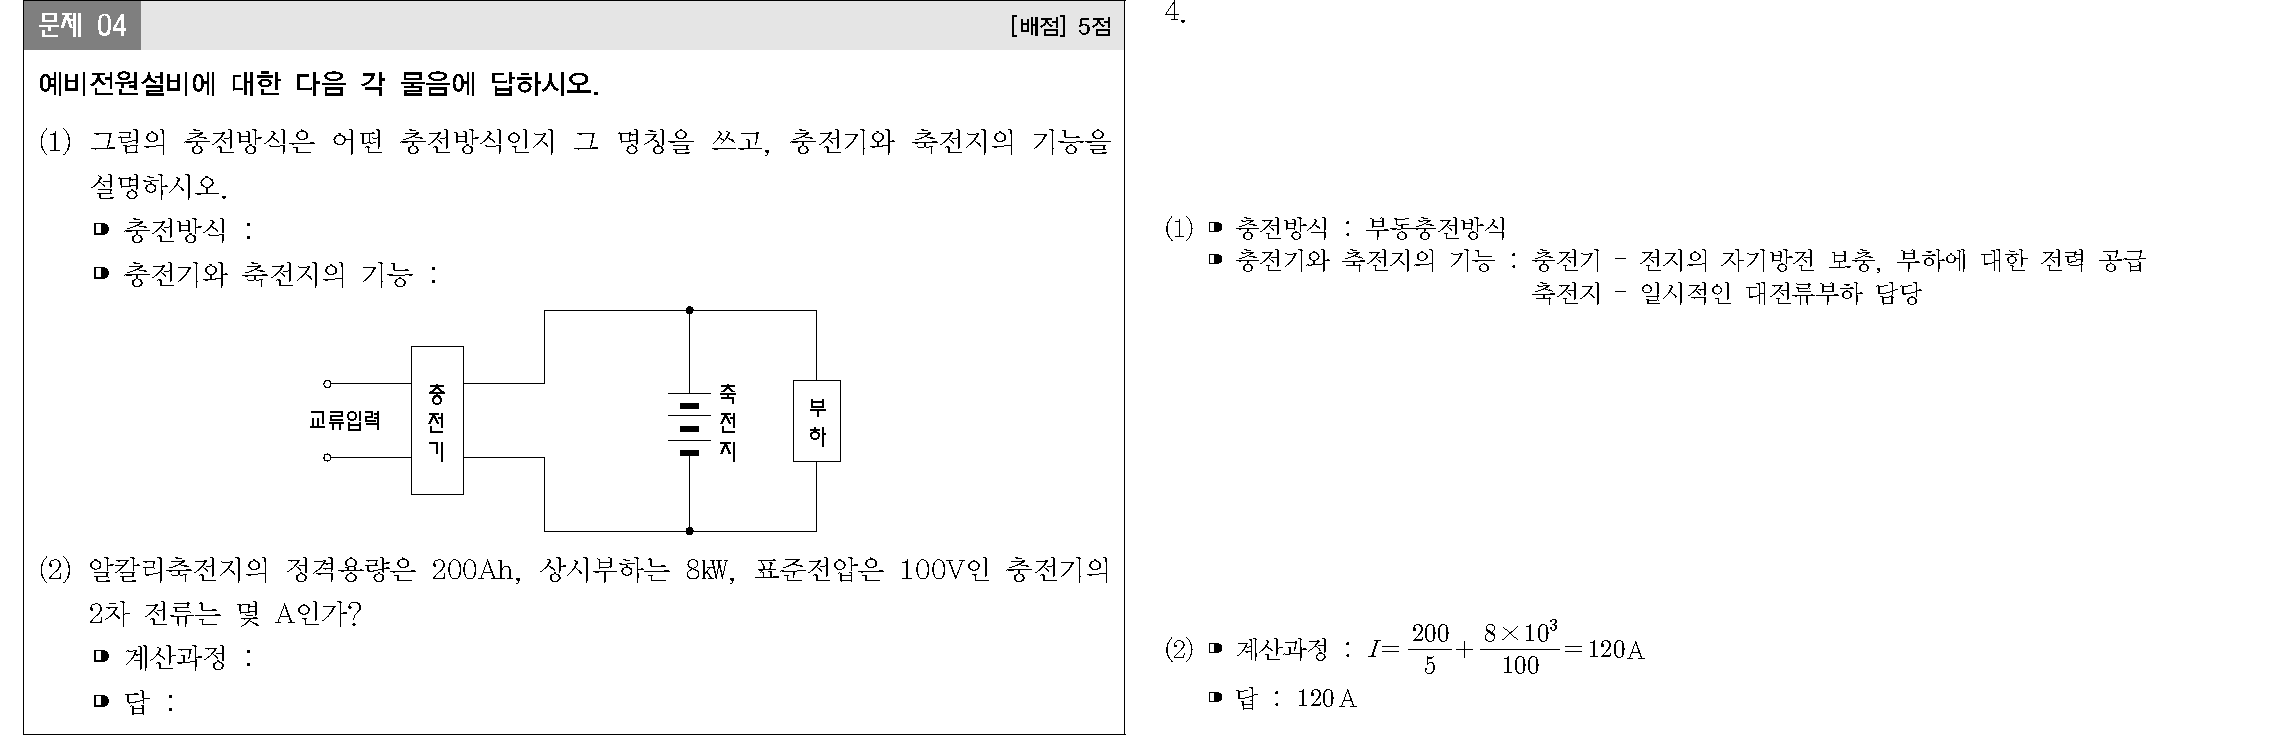 문제 04
[배점] 5점
예비전원설비에 대한 다음 각 물음에 답하시오.
(1) 그림의 충전방식은 어떤 충전방식인지 그 명칭을 쓰고, 충전기와 축전지의 기능을
설명하시오.
충전방식 :
충전기와 축전지의 기능 :
교류입력
충전기
축전지
부하
(2) 알칼리축전지의 정격용량은 200Ah, 상시부하는 8kW, 표준전압은 100V인 충전기의
2차 전류는 몇 A인가?
계산과정 :
답 :
4.
(1) 충전방식 : 부동충전방식
충전기와 축전지의 기능 : 충전기 - 전지의 자기방전 보충, 부하에 대한 전력 공급
축전지 - 일시적인 대전류부하 담당
(2) 계산과정 : I = 200/5 + 8×10³/100 = 120A
답 : 120A